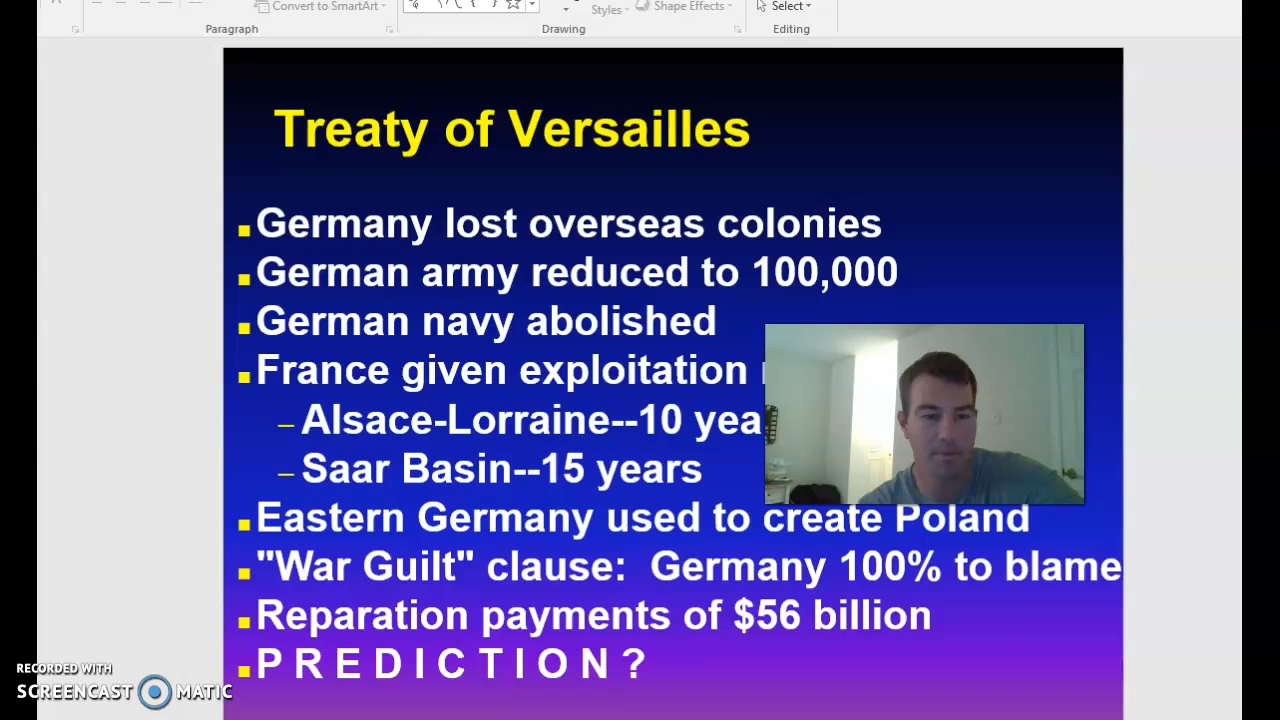 Convert to SmartArt
Styles
Shape Effects
Select
Paragraph
Drawing
Editing
Treaty of Versailles
Germany lost overseas colonies
German army reduced to 100,000
German navy abolished
France given exploitation
– Alsace-Lorraine--10 yea
– Saar Basin--15 years
Eastern Germany used to create Poland
"War Guilt" clause: Germany 100% to blame
Reparation payments of $56 billion
P R E D I C T I O N ?
RECORDED WITH
SCREENCAST MATIC